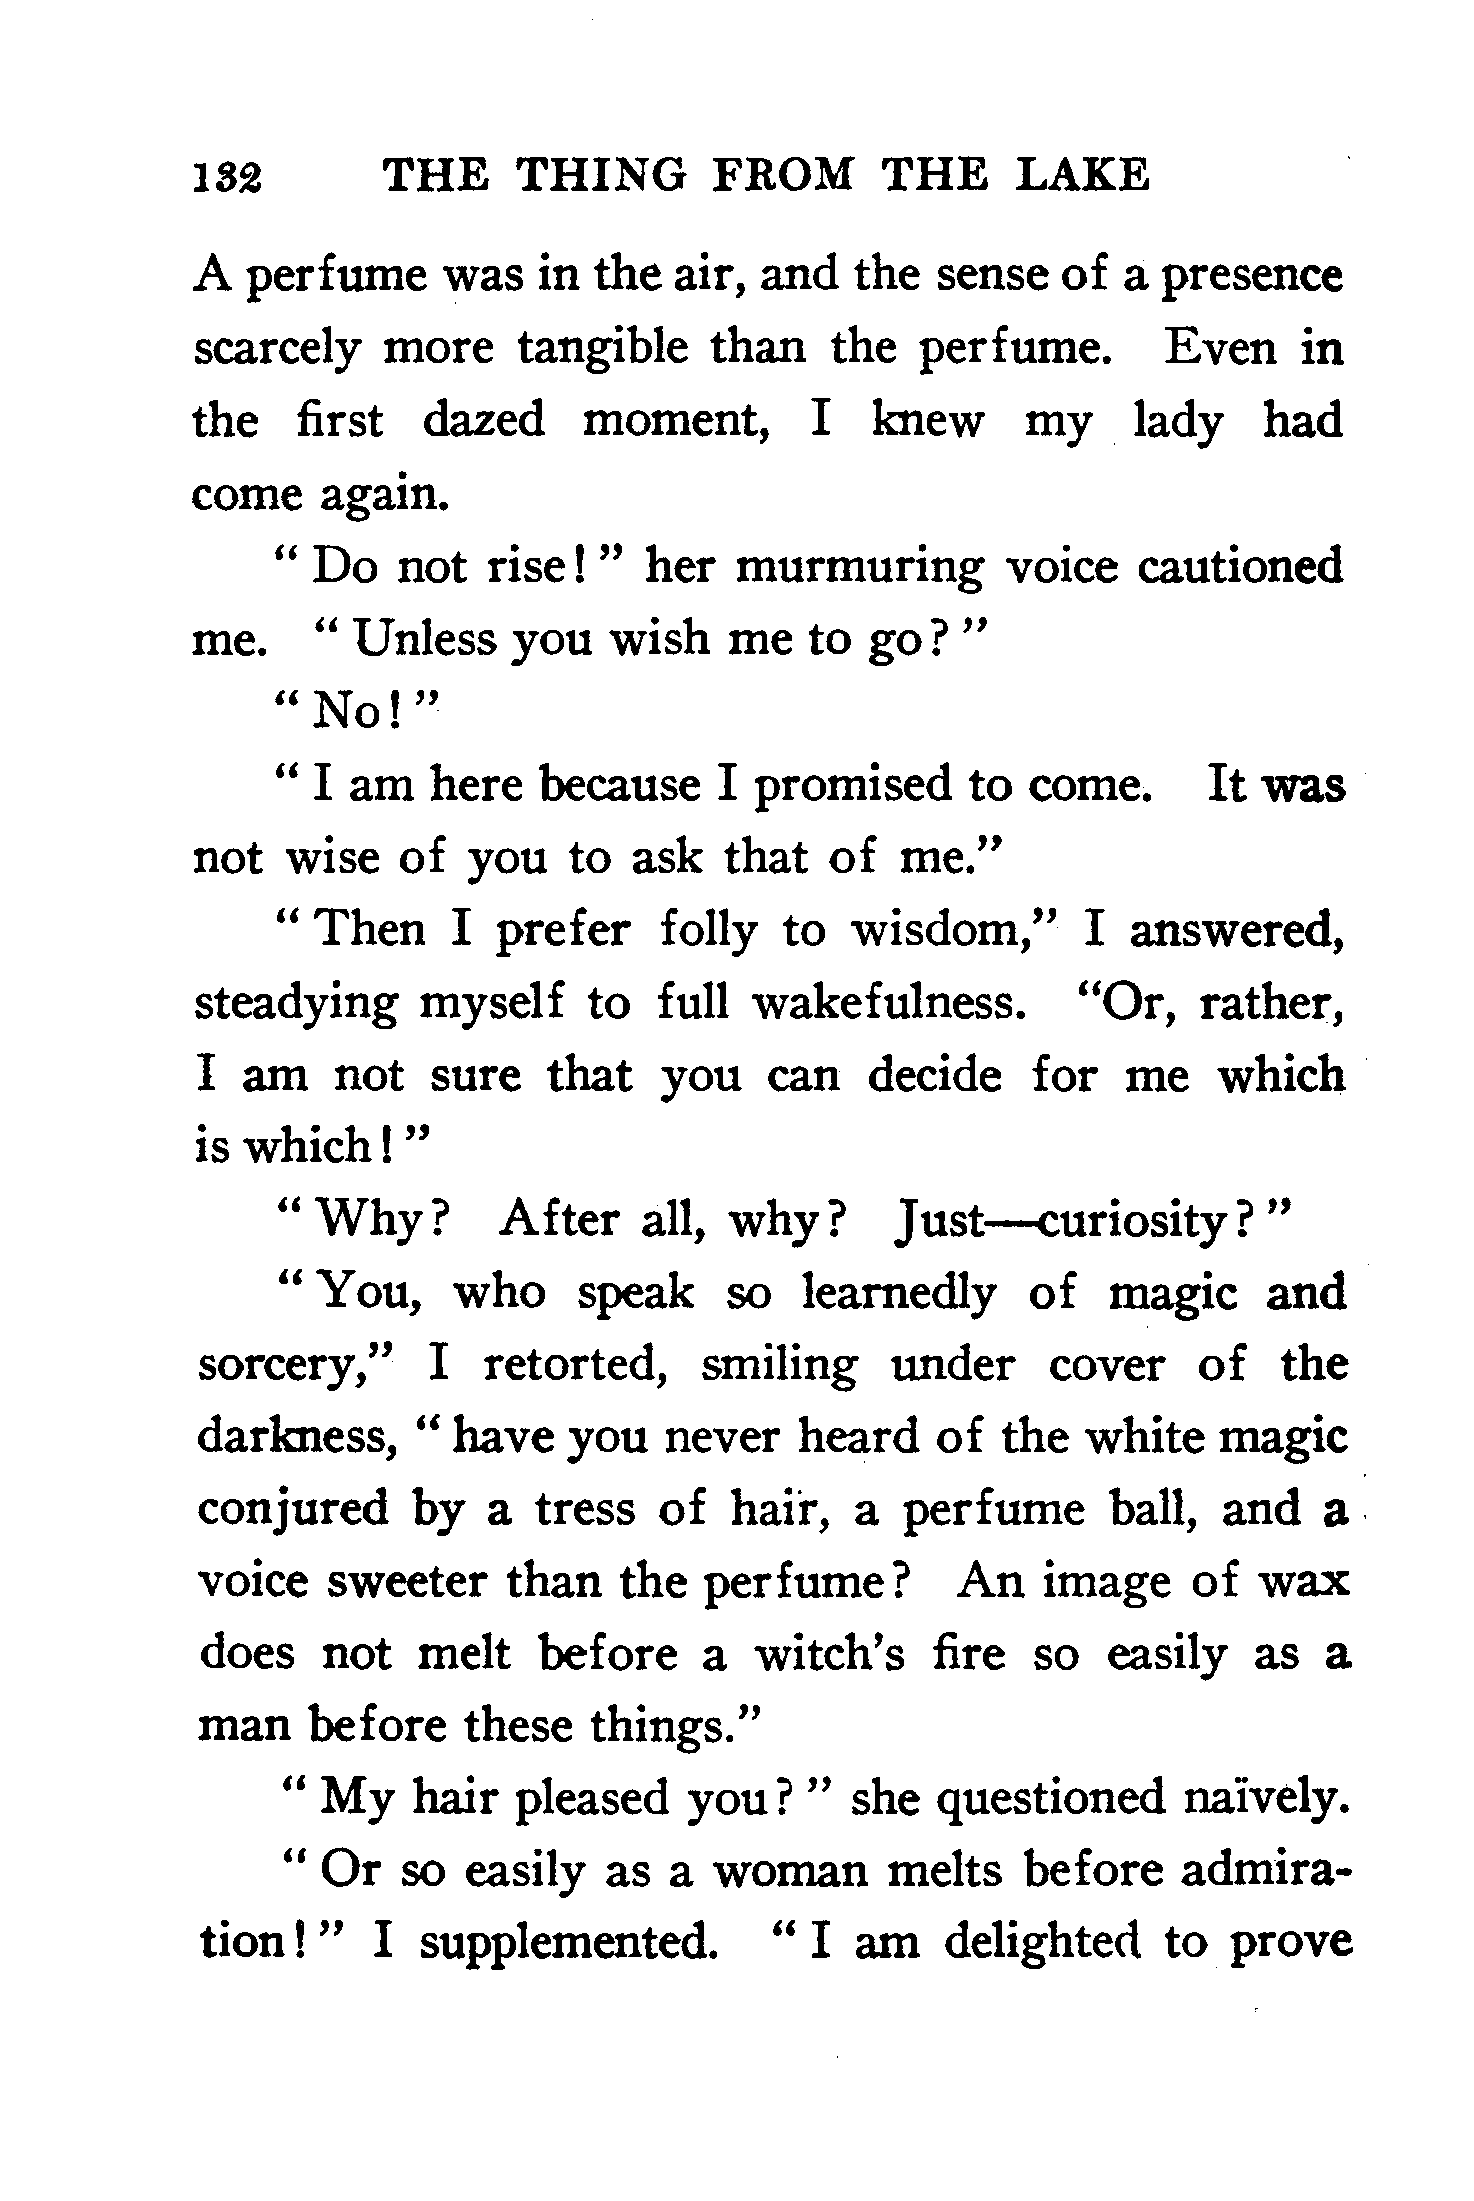 132 THE THING FROM THE LAKE
A perfume was in the air, and the sense of a presence
scarcely more tangible than the perfume. Even in
the first dazed moment, I knew my lady had
come again.
“ Do not rise! ” her murmuring voice cautioned
me. “ Unless you wish me to go? ”
“ No! ”
“ I am here because I promised to come. It was
not wise of you to ask that of me.”
“ Then I prefer folly to wisdom,” I answered,
steadying myself to full wakefulness. “Or, rather,
I am not sure that you can decide for me which
is which! ”
“ Why? After all, why? Just—curiosity? ”
“ You, who speak so learnedly of magic and
sorcery,” I retorted, smiling under cover of the
darkness, “ have you never heard of the white magic
conjured by a tress of hair, a perfume ball, and a
voice sweeter than the perfume? An image of wax
does not melt before a witch’s fire so easily as a
man before these things.”
“ My hair pleased you? ” she questioned naïvely.
“ Or so easily as a woman melts before admira-
tion! ” I supplemented. “ I am delighted to prove